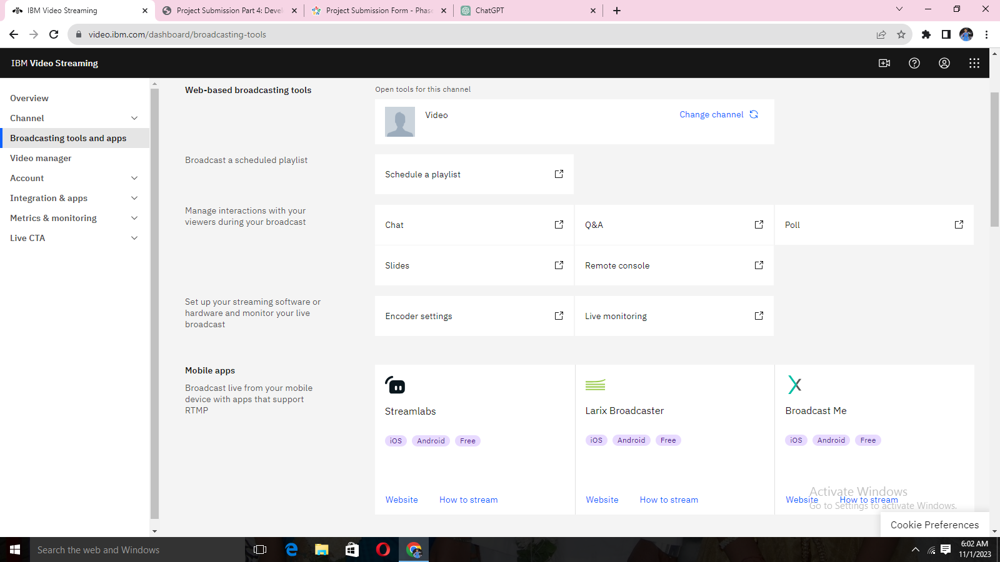 IBM Video Streaming
Project Submission Part 4: Devel
Project Submission Form - Phase
ChatGPT
video.ibm.com/dashboard/broadcasting-tools
IBM Video Streaming
Overview
Channel
Broadcasting tools and apps
Video manager
Account
Integration & apps
Metrics & monitoring
Live CTA
Web-based broadcasting tools
Open tools for this channel
Video
Change channel
Broadcast a scheduled playlist
Schedule a playlist
Manage interactions with your
viewers during your broadcast
Chat
Q&A
Poll
Slides
Remote console
Set up your streaming software or
hardware and monitor your live
broadcast
Encoder settings
Live monitoring
Mobile apps
Broadcast live from your mobile
device with apps that support
RTMP
Streamlabs
iOS Android Free
Website How to stream
Larix Broadcaster
iOS Android Free
Website How to stream
Broadcast Me
iOS Android Free
Website How to stream
Activate Windows
Go to Settings to activate Windows.
Cookie Preferences
Search the web and Windows
6:02 AM
11/1/2023